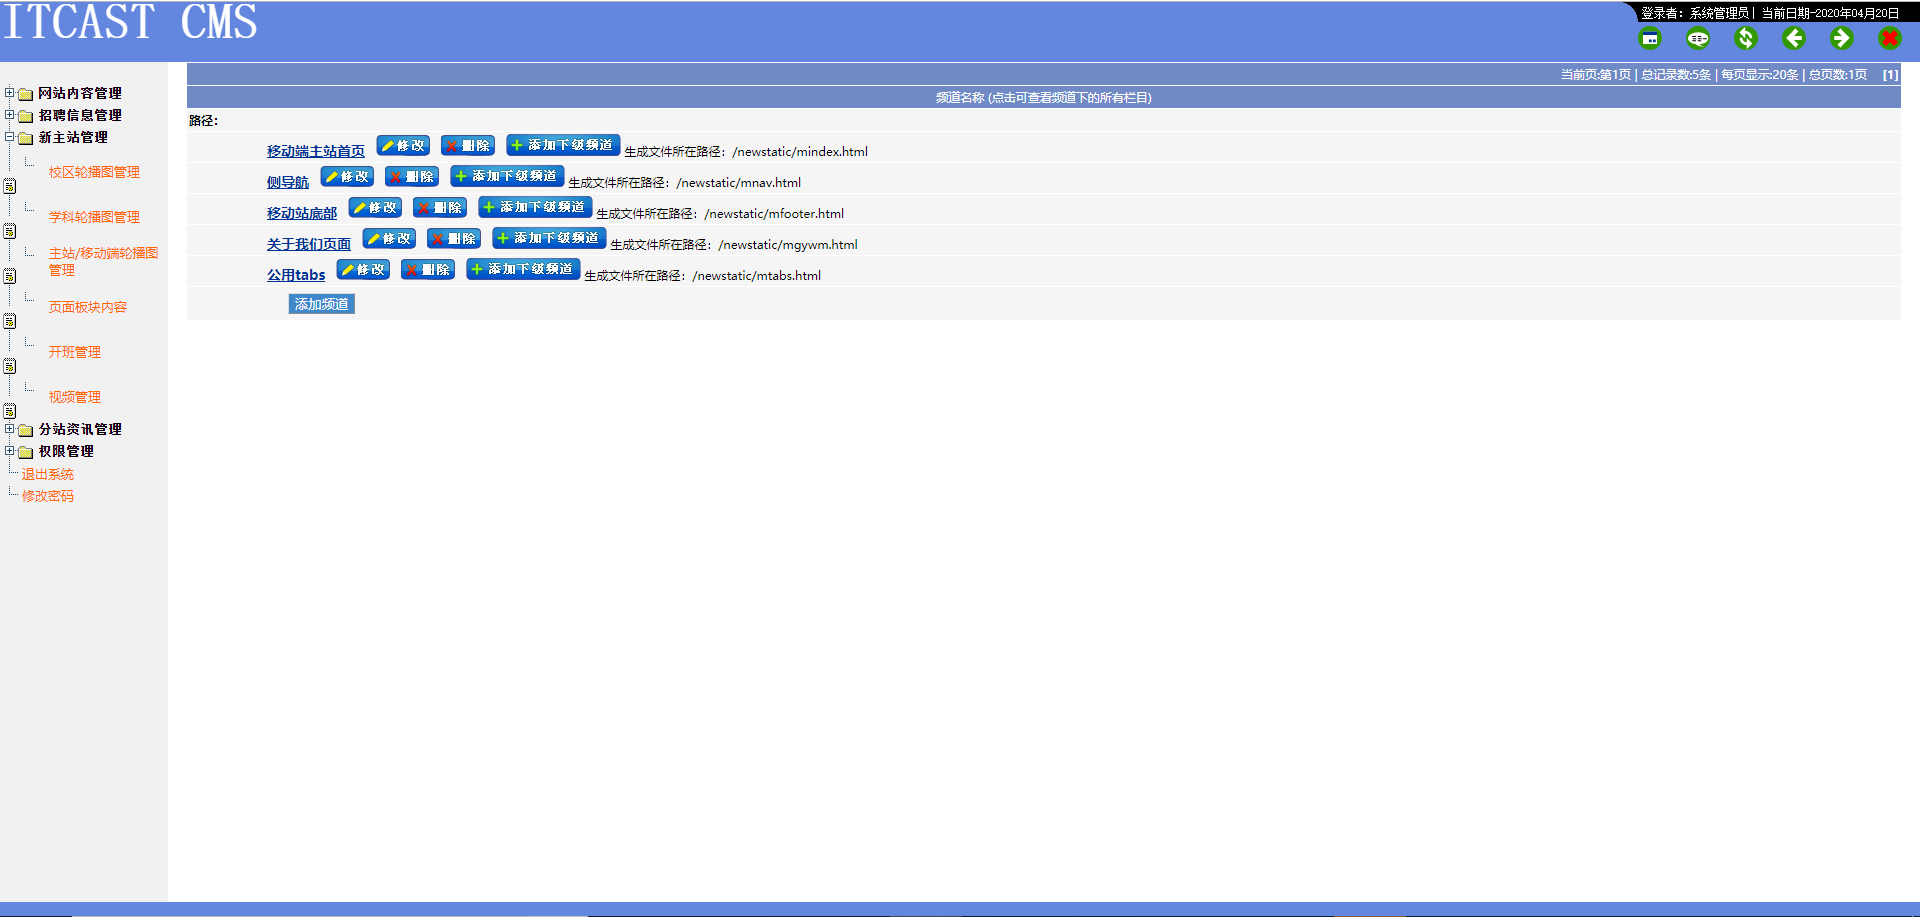 ITCAST CMS
登录者：系统管理员 | 当前日期-2020年04月20日
当前页:第1页 | 总记录数:5条 | 每页显示:20条 | 总页数:1页 [1]
频道名称 (点击可查看频道下的所有栏目)
路径：
移动端主站首页 修改 删除 添加下级频道 生成文件所在路径：/newstatic/mindex.html
侧导航 修改 删除 添加下级频道 生成文件所在路径：/newstatic/mnav.html
移动站底部 修改 删除 添加下级频道 生成文件所在路径：/newstatic/mfooter.html
关于我们页面 修改 删除 添加下级频道 生成文件所在路径：/newstatic/mgywm.html
公用tabs 修改 删除 添加下级频道 生成文件所在路径：/newstatic/mtabs.html
添加频道
网站内容管理
招聘信息管理
新主站管理
校区轮播图管理
学科轮播图管理
主站/移动端轮播图
管理
页面板块内容
开班管理
视频管理
分站资讯管理
权限管理
退出系统
修改密码